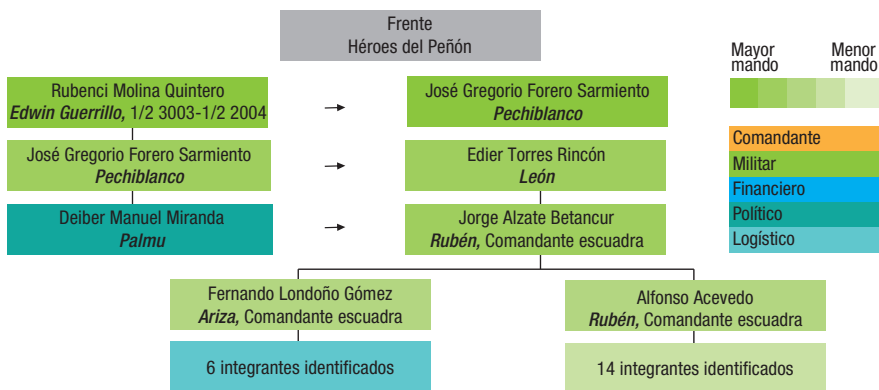 Frente
Héroes del Peñón
Mayor
mando
Menor
mando
Rubenci Molina Quintero
Edwin Guerrillo, 1/2 3003-1/2 2004
José Gregorio Forero Sarmiento
Pechiblanco
José Gregorio Forero Sarmiento
Pechiblanco
Edier Torres Rincón
León
Deiber Manuel Miranda
Palmu
Jorge Alzate Betancur
Rubén, Comandante escuadra
Comandante
Militar
Financiero
Político
Logístico
Fernando Londoño Gómez
Ariza, Comandante escuadra
Alfonso Acevedo
Rubén, Comandante escuadra
6 integrantes identificados
14 integrantes identificados